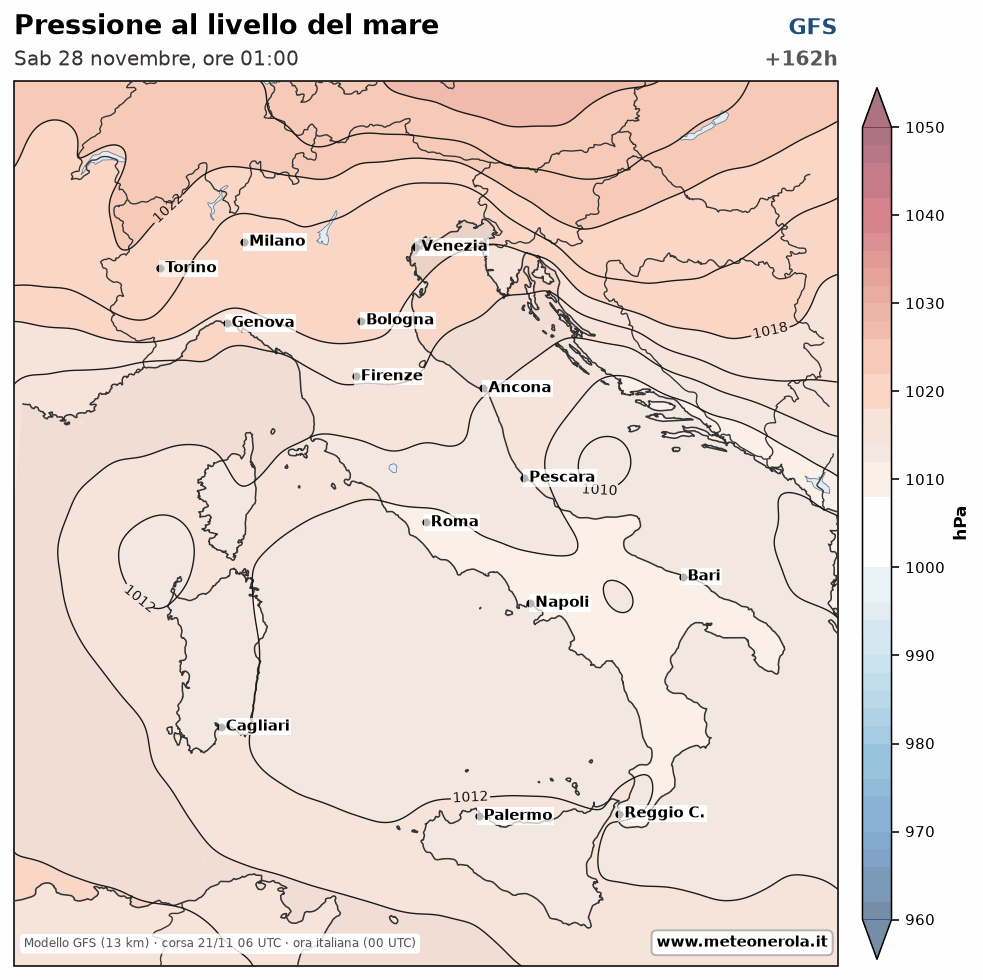 Pressione al livello del mare
GFS
Sab 28 novembre, ore 01:00
+162h
1022
Milano
Venezia
Torino
Genova
Bologna
1018
Firenze
Ancona
Pescara
1010
Roma
Bari
1012
Napoli
Cagliari
1012
Palermo
Reggio C.
Modello GFS (13 km) · corsa 21/11 06 UTC · ora italiana (00 UTC)
www.meteonerola.it
1050
1040
1030
1020
1010
1000
990
980
970
960
hPa